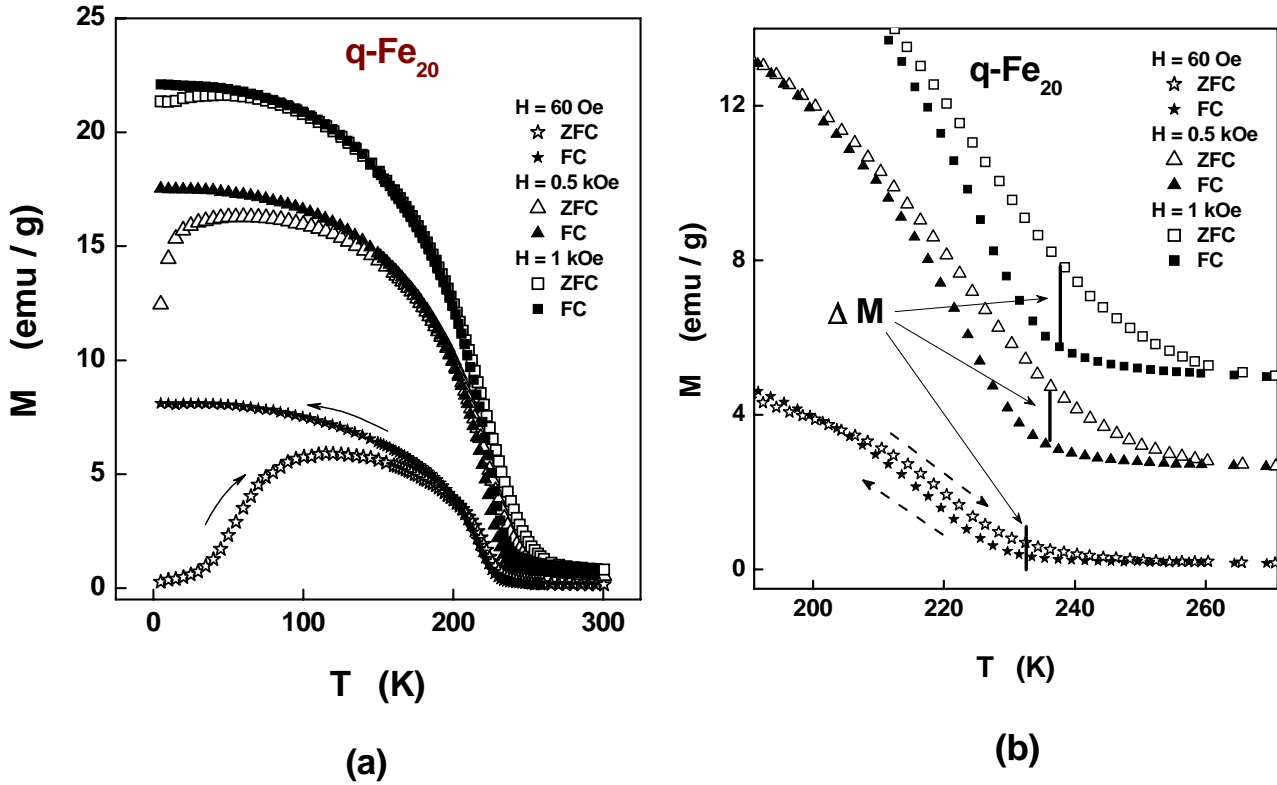 q-Fe20
H = 60 Oe
ZFC
FC
H = 0.5 kOe
ZFC
FC
H = 1 kOe
ZFC
FC
25
20
15
10
5
0
M (emu / g)
0 100 200 300
T (K)
(a)
q-Fe20
H = 60 Oe
ZFC
FC
H = 0.5 kOe
ZFC
FC
H = 1 kOe
ZFC
FC
Δ M
12
8
4
0
M (emu / g)
200 220 240 260
T (K)
(b)